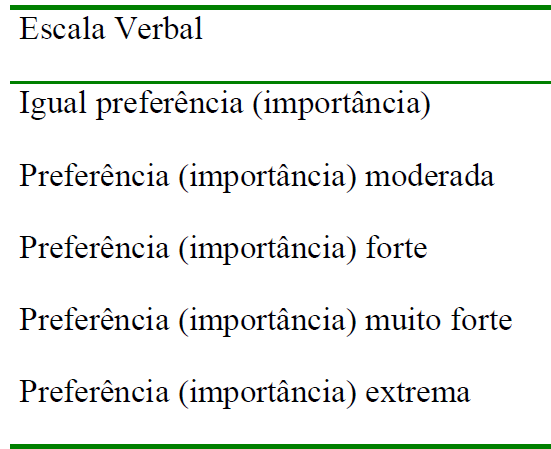 Escala Verbal
Igual preferência (importância)
Preferência (importância) moderada
Preferência (importância) forte
Preferência (importância) muito forte
Preferência (importância) extrema